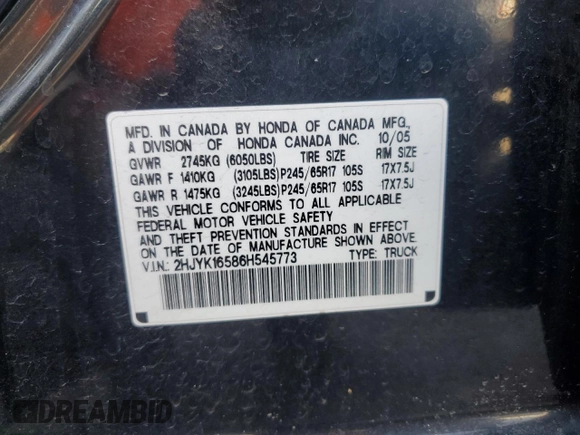 MFD. IN CANADA BY HONDA OF CANADA MFG.,
A DIVISION OF HONDA CANADA INC. 10/05
GVWR 2745KG (6050LBS) TIRE SIZE RIM SIZE
GAWR F 1410KG (3105LBS)P245/65R17 105S 17X7.5J
GAWR R 1475KG (3245LBS)P245/65R17 105S 17X7.5J
THIS VEHICLE CONFORMS TO ALL APPLICABLE
FEDERAL MOTOR VEHICLE SAFETY
AND THEFT PREVENTION STANDARDS IN EFFECT
ON THE DATE OF MANUFACTURE SHOWN ABOVE.
V.I.N.: 2HJYK16586H545773 TYPE: TRUCK
DREAMBID